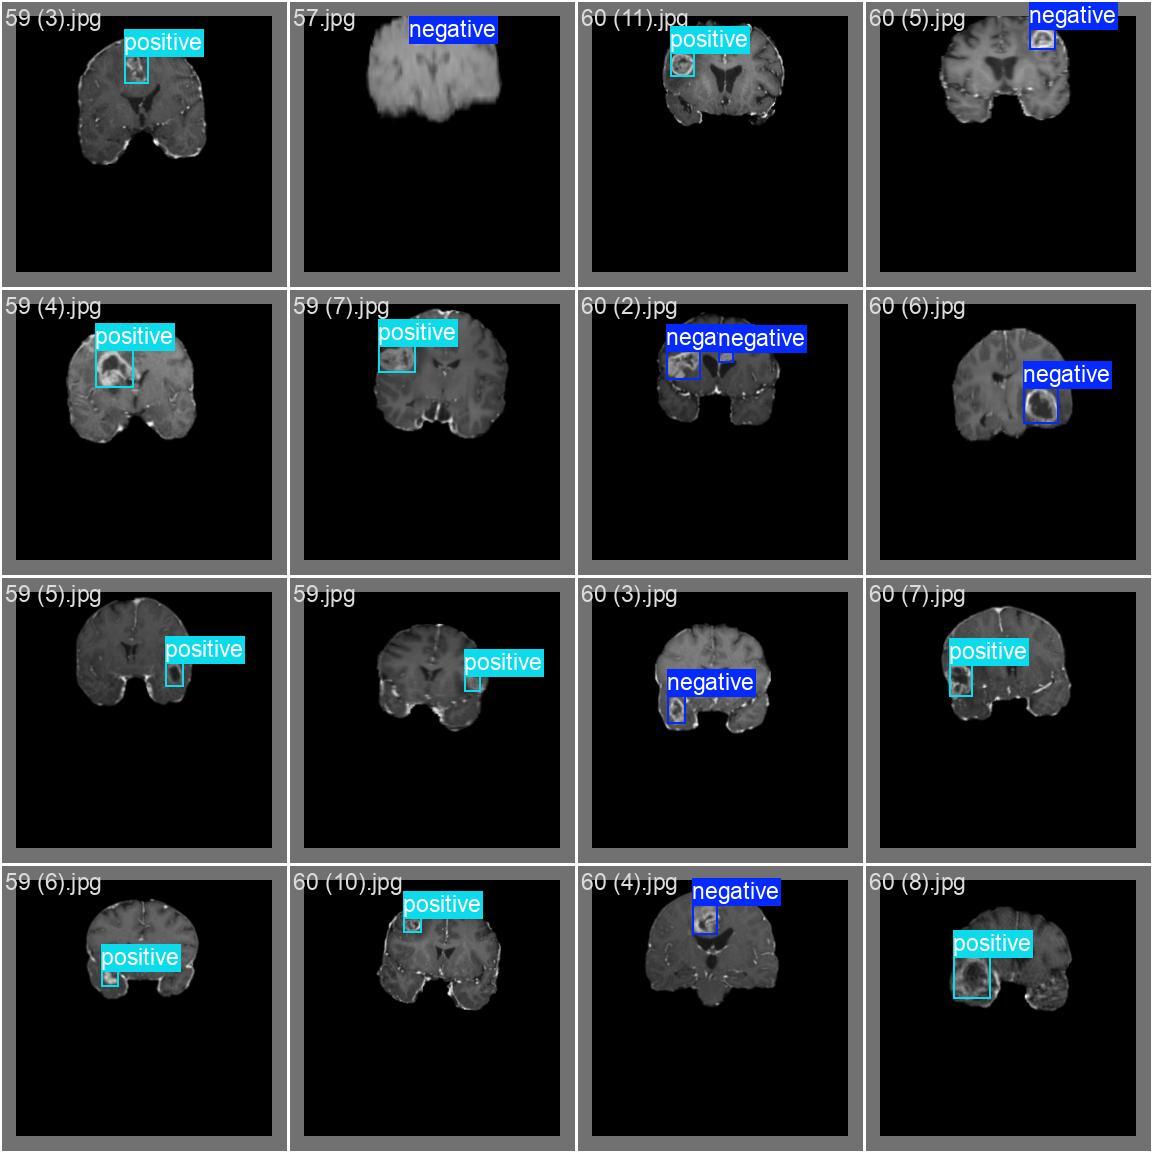 59 (3).jpg
positive
57.jpg
negative
60 (11).jpg
positive
60 (5).jpg
negative
59 (4).jpg
positive
59 (7).jpg
positive
60 (2).jpg
nega
negative
60 (6).jpg
negative
59 (5).jpg
positive
59.jpg
positive
60 (3).jpg
negative
60 (7).jpg
positive
59 (6).jpg
positive
60 (10).jpg
positive
60 (4).jpg
negative
60 (8).jpg
positive